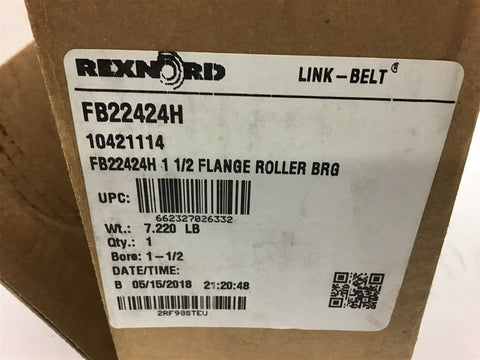 REXNORD LINK-BELT®
FB22424H
10421114
FB22424H 1 1/2 FLANGE ROLLER BRG
UPC:
662327026332
Wt.: 7.220 LB
Qty.: 1
Bore: 1-1/2
DATE/TIME:
B 05/15/2018 21:20:48
2RF98STEU